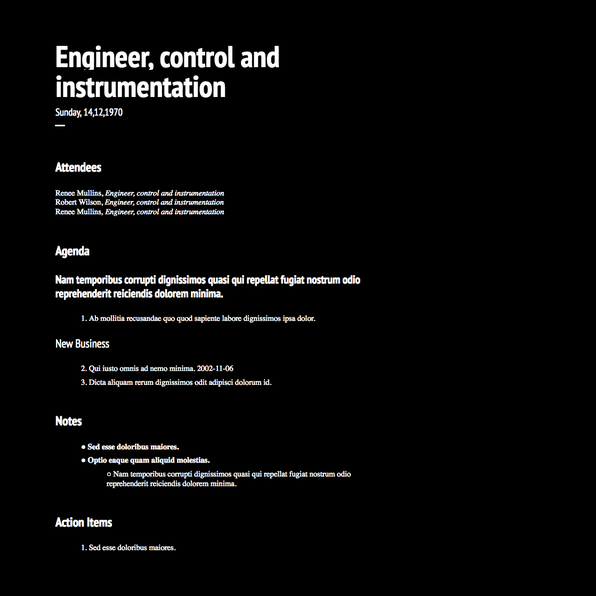 Engineer, control and
instrumentation
Sunday, 14,12,1970
Attendees
Renee Mullins, Engineer, control and instrumentation
Robert Wilson, Engineer, control and instrumentation
Renee Mullins, Engineer, control and instrumentation
Agenda
Nam temporibus corrupti dignissimos quasi qui repellat fugiat nostrum odio
reprehenderit reiciendis dolorem minima.
1. Ab mollitia recusandae quo quod sapiente labore dignissimos ipsa dolor.
New Business
2. Qui iusto omnis ad nemo minima. 2002-11-06
3. Dicta aliquam rerum dignissimos odit adipisci dolorum id.
Notes
● Sed esse doloribus maiores.
● Optio eaque quam aliquid molestias.
○ Nam temporibus corrupti dignissimos quasi qui repellat fugiat nostrum odio
reprehenderit reiciendis dolorem minima.
Action Items
1. Sed esse doloribus maiores.